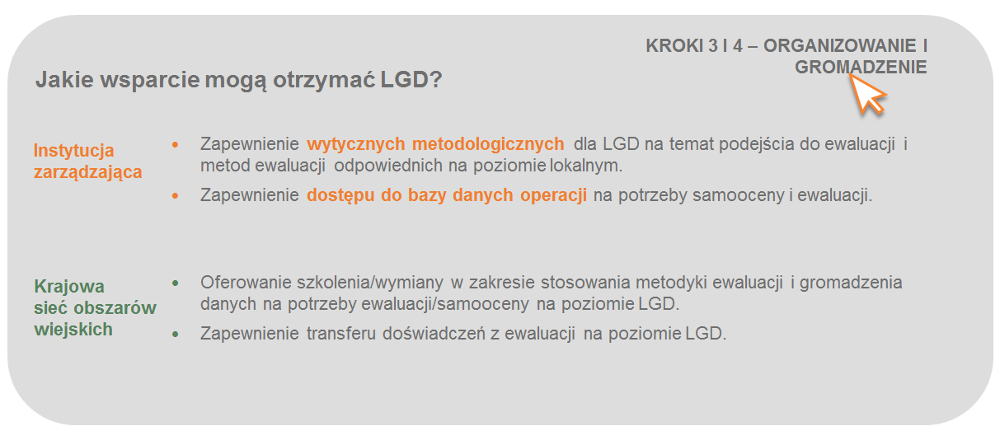 KROKI 3 I 4 – ORGANIZOWANIE I
GROMADZENIE
Jakie wsparcie mogą otrzymać LGD?
Instytucja
zarządzająca
• Zapewnienie wytycznych metodologicznych dla LGD na temat podejścia do ewaluacji i
metod ewaluacji odpowiednich na poziomie lokalnym.
• Zapewnienie dostępu do bazy danych operacji na potrzeby samooceny i ewaluacji.
Krajowa
sieć obszarów
wiejskich
• Oferowanie szkolenia/wymiany w zakresie stosowania metodyki ewaluacji i gromadzenia
danych na potrzeby ewaluacji/samooceny na poziomie LGD.
• Zapewnienie transferu doświadczeń z ewaluacji na poziomie LGD.